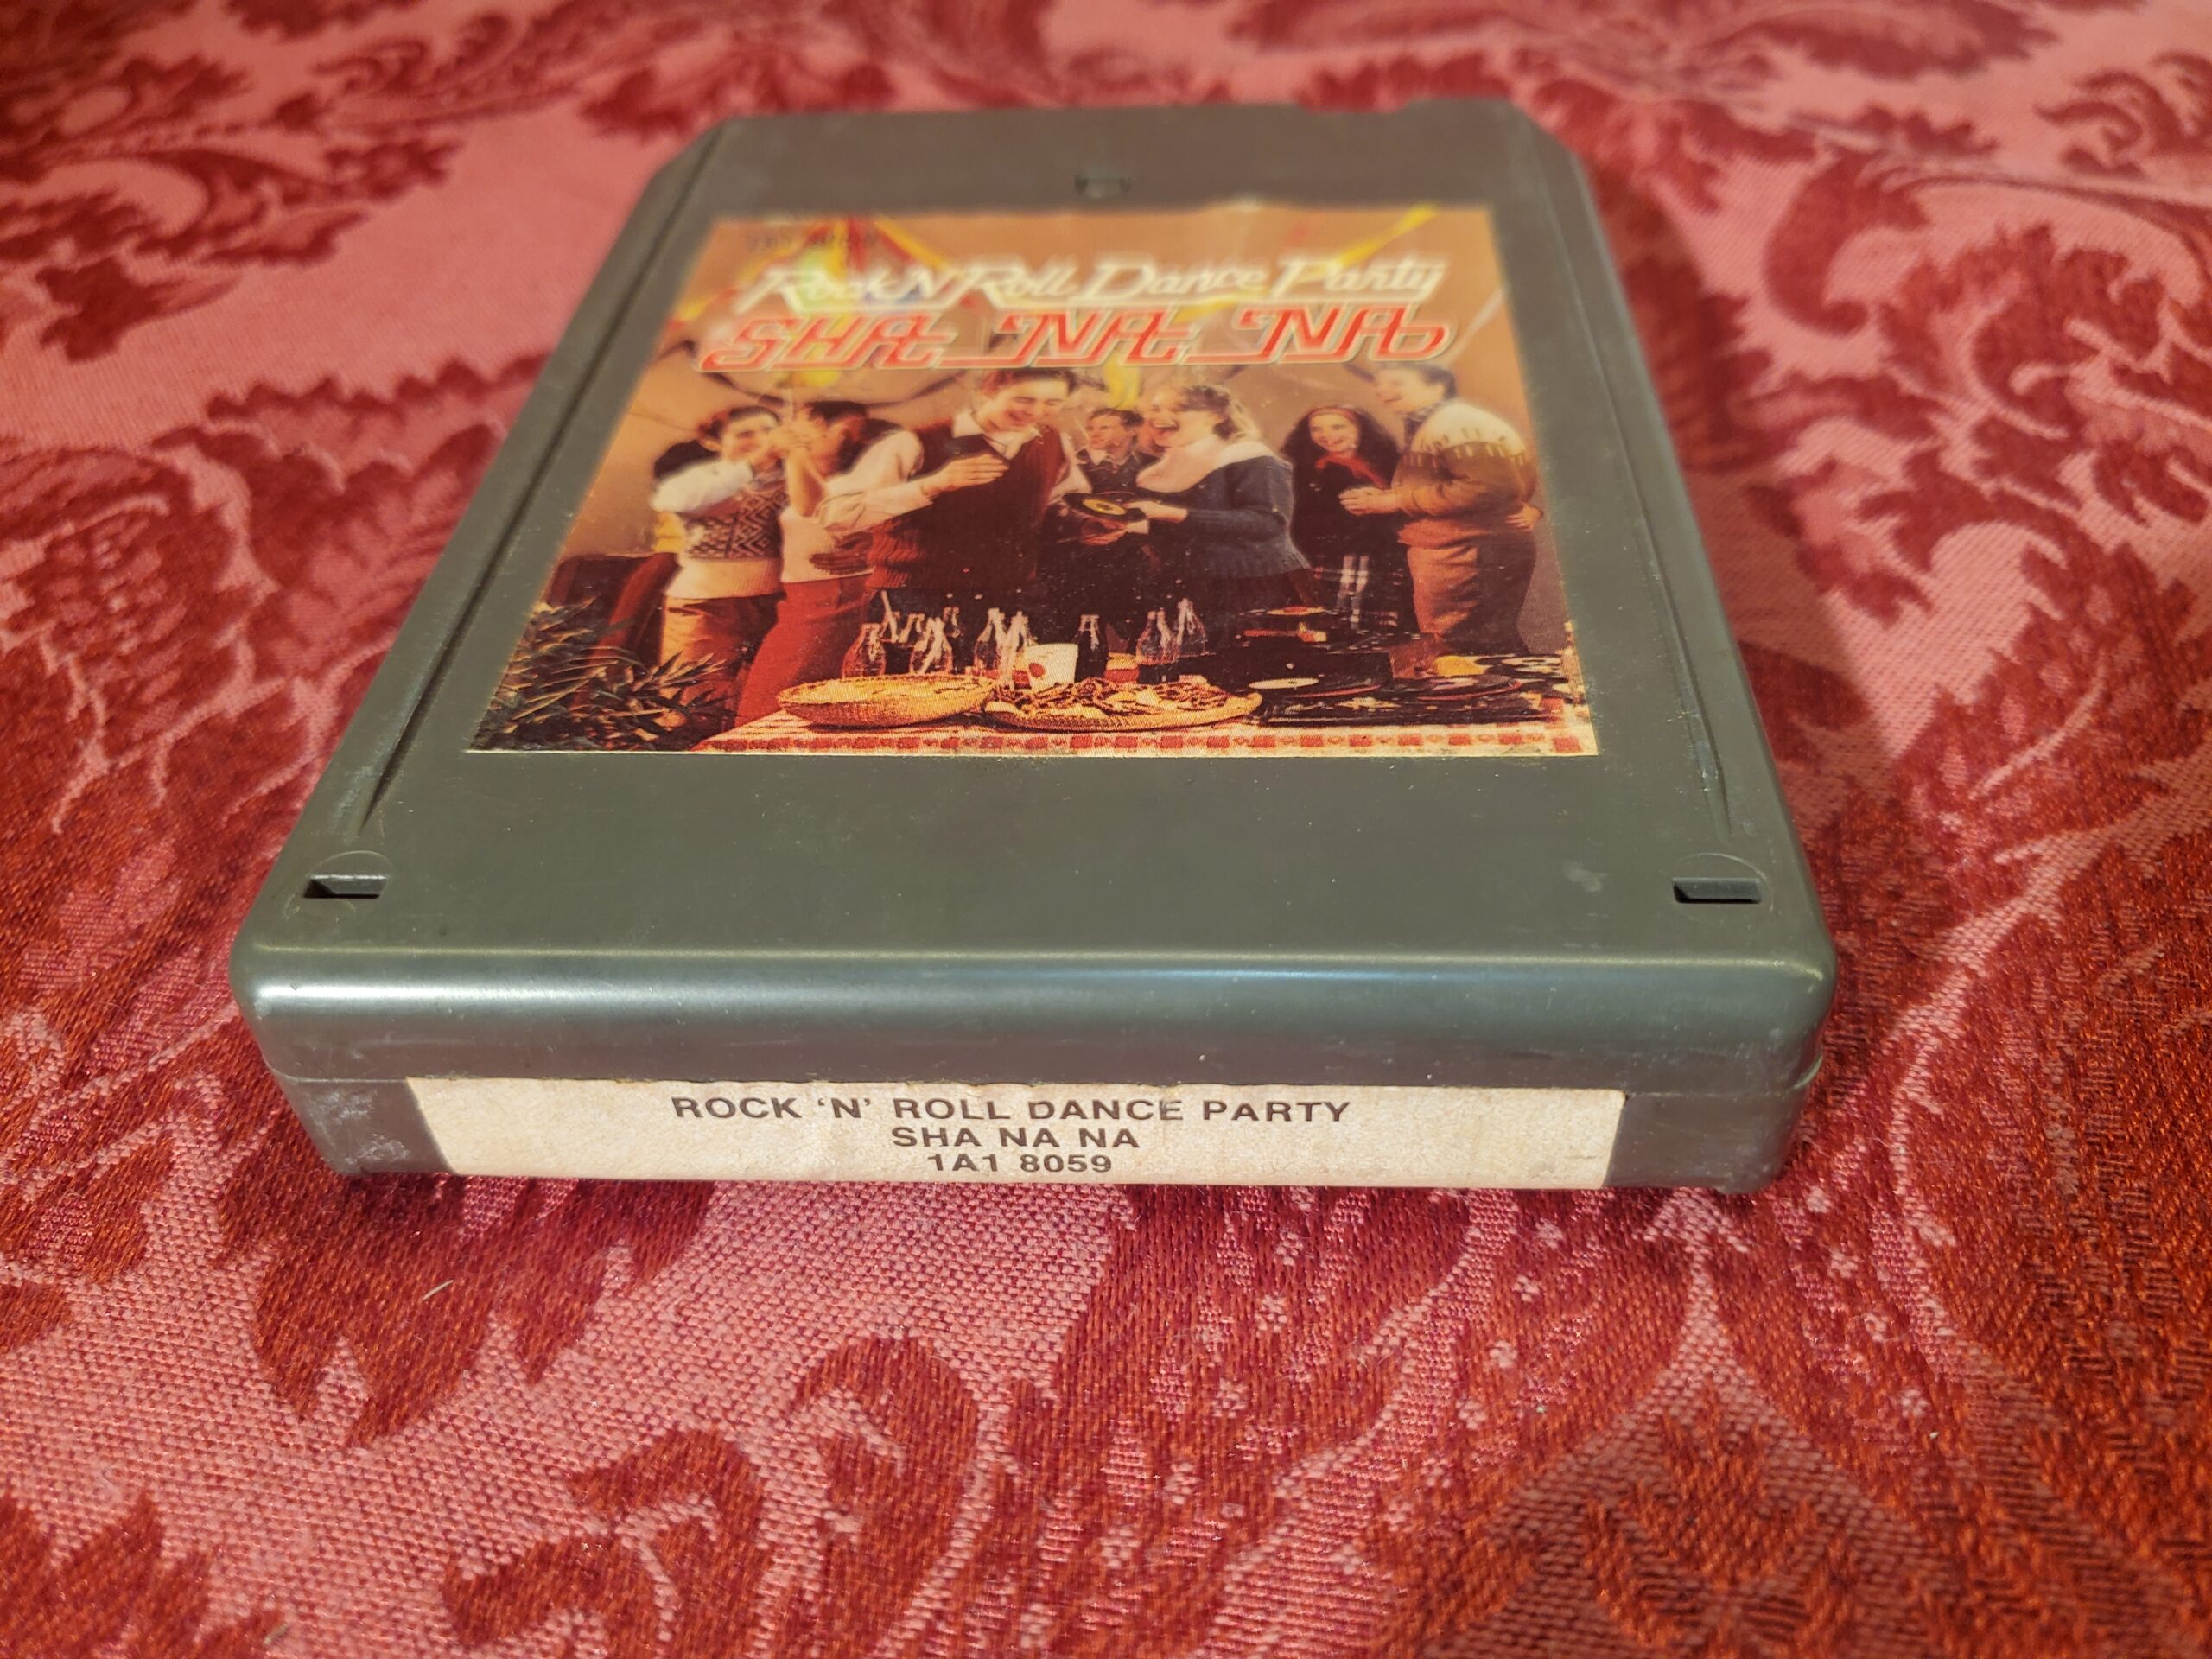 Rock N Roll Dance Party
SHA NA NA
ROCK ‘N’ ROLL DANCE PARTY
SHA NA NA
1A1 8059